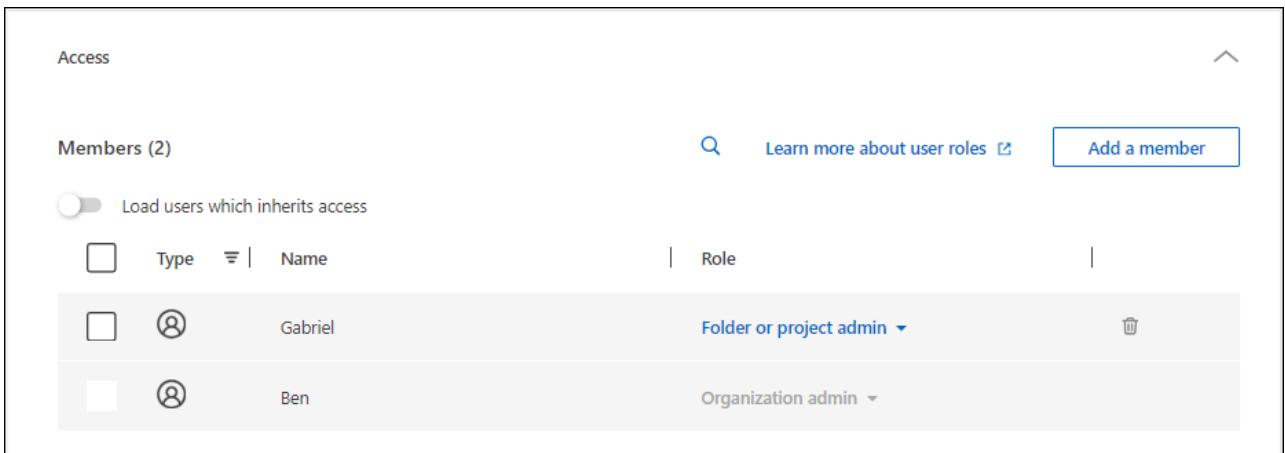 Access
Members (2)
Learn more about user roles
Add a member
Load users which inherits access
Type Name Role
Gabriel Folder or project admin
Ben Organization admin